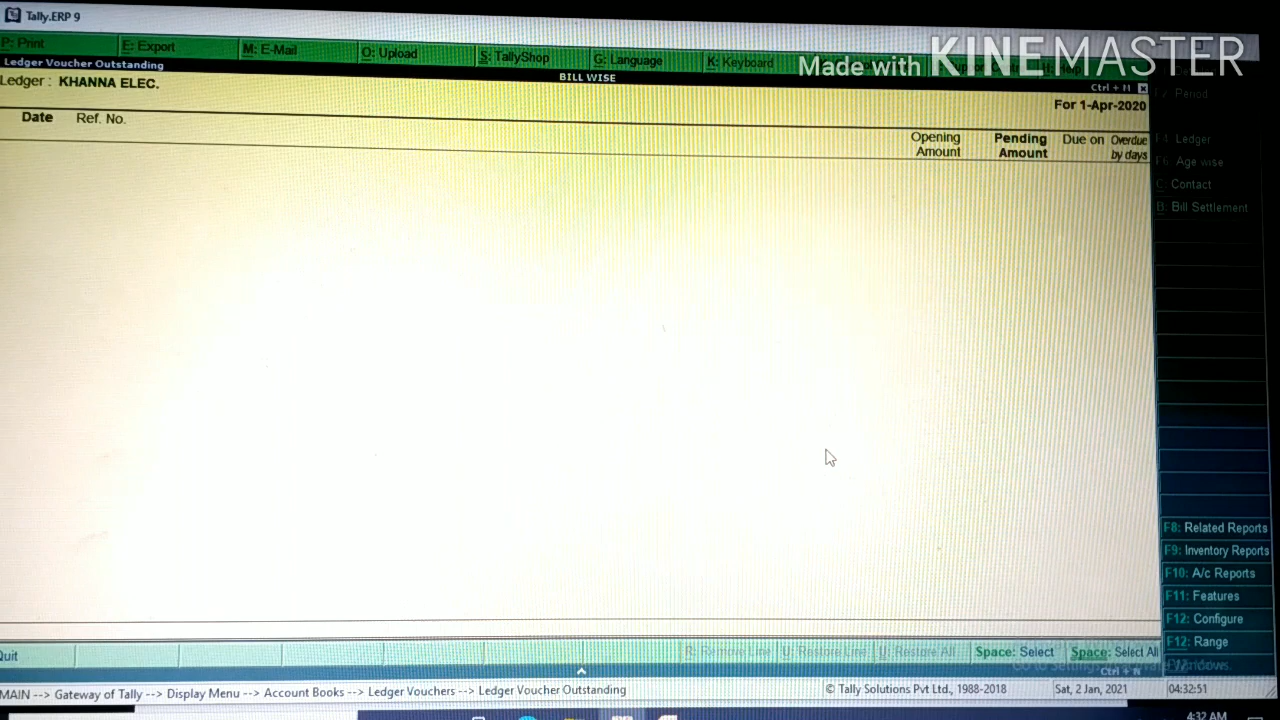 Tally.ERP 9
P: Print
E: Export
M: E-Mail
O: Upload
S: TallyShop
G: Language
K: Keyboard
Made with KINEMASTER
Ledger Voucher Outstanding
BILL WISE
Ctrl + M
Ledger : KHANNA ELEC.
For 1-Apr-2020
Date Ref. No.
Opening Amount
Pending Amount
Due on
Overdue by days
Period
F4: Ledger
F6: Age wise
C: Contact
B: Bill Settlement
F8: Related Reports
F9: Inventory Reports
F10: A/c Reports
F11: Features
F12: Configure
F12: Range
Quit
R: Remove Line
U: Restore Line
U: Restore All
Space: Select
Space: Select All
Ctrl + N
MAIN --> Gateway of Tally --> Display Menu --> Account Books --> Ledger Vouchers --> Ledger Voucher Outstanding
© Tally Solutions Pvt Ltd., 1988-2018
Sat, 2 Jan, 2021
04:32:51
4:32 AM